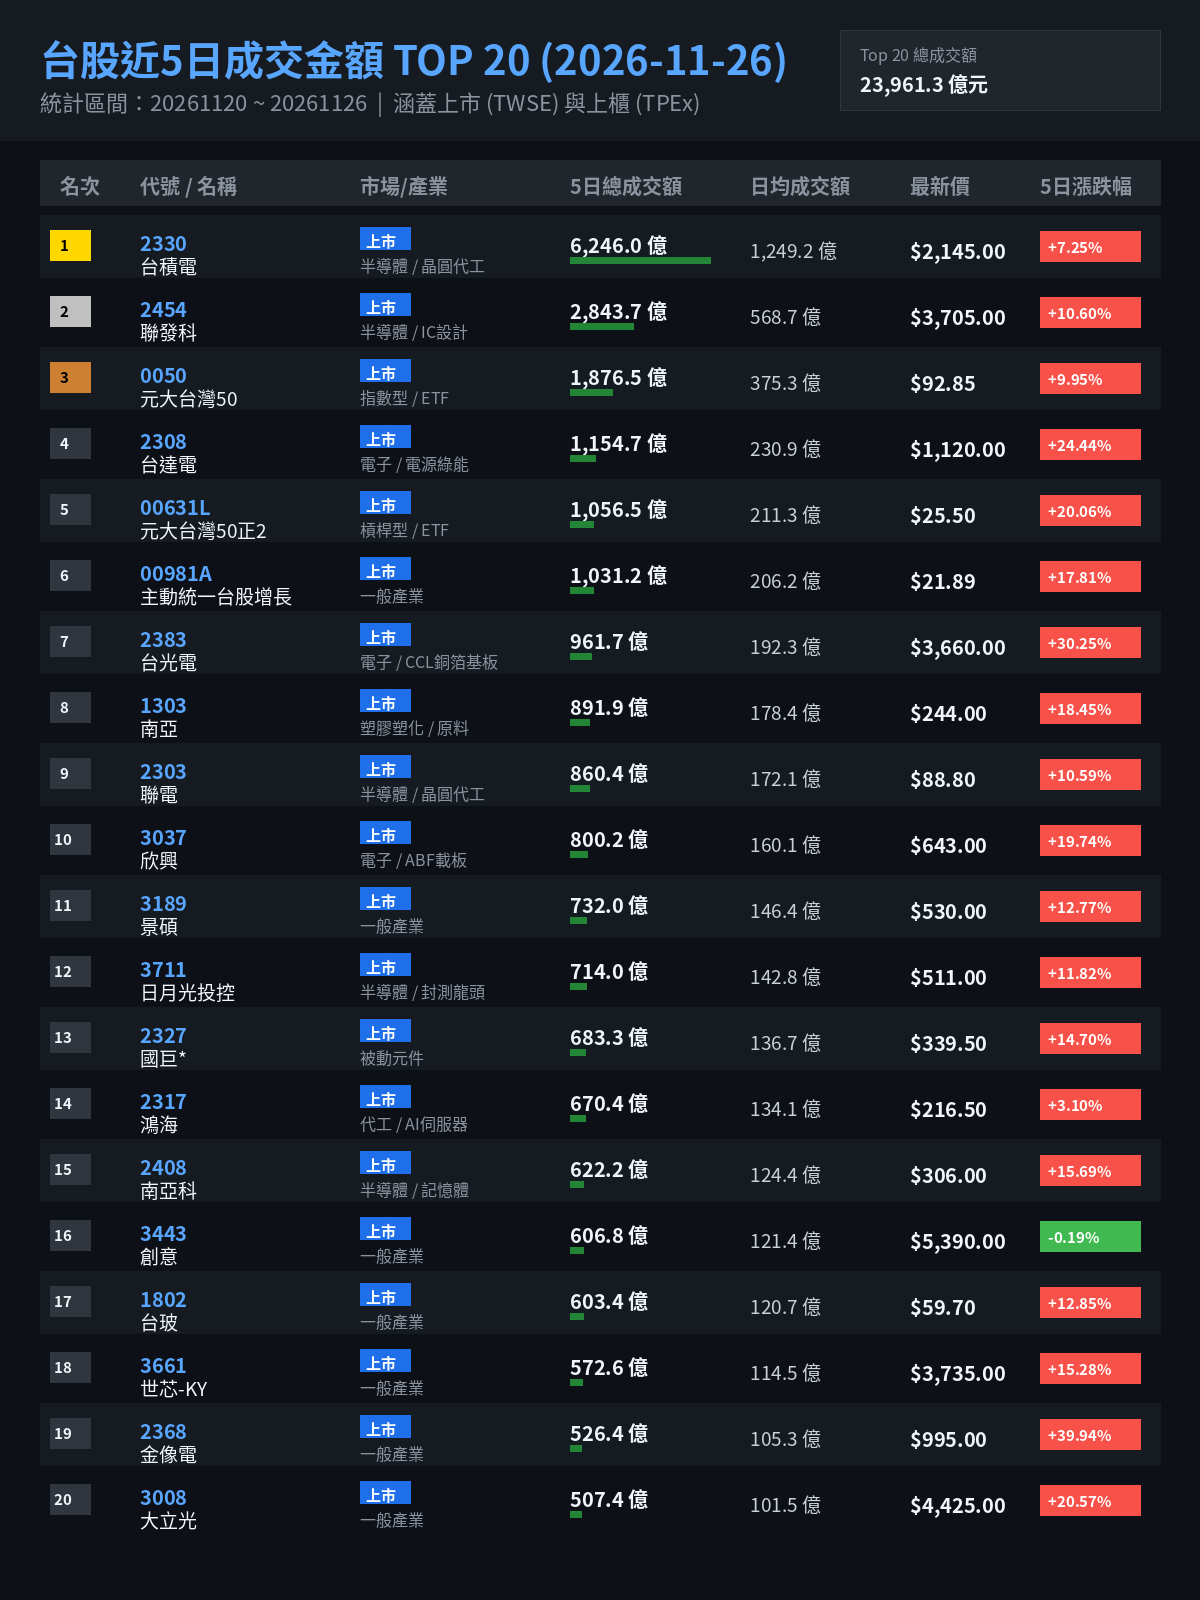 台股近5日成交金額 TOP 20 (2026-11-26)
統計區間：20261120 ~ 20261126 | 涵蓋上市 (TWSE) 與上櫃 (TPEx)
Top 20 總成交額
23,961.3 億元
名次 代號 / 名稱 市場/產業 5日總成交額 日均成交額 最新價 5日漲跌幅
1 2330 上市 6,246.0 億 1,249.2 億 $2,145.00 +7.25%
台積電 半導體 / 晶圓代工
2 2454 上市 2,843.7 億 568.7 億 $3,705.00 +10.60%
聯發科 半導體 / IC設計
3 0050 上市 1,876.5 億 375.3 億 $92.85 +9.95%
元大台灣50 指數型 / ETF
4 2308 上市 1,154.7 億 230.9 億 $1,120.00 +24.44%
台達電 電子 / 電源綠能
5 00631L 上市 1,056.5 億 211.3 億 $25.50 +20.06%
元大台灣50正2 槓桿型 / ETF
6 00981A 上市 1,031.2 億 206.2 億 $21.89 +17.81%
主動統一台股增長 一般產業
7 2383 上市 961.7 億 192.3 億 $3,660.00 +30.25%
台光電 電子 / CCL銅箔基板
8 1303 上市 891.9 億 178.4 億 $244.00 +18.45%
南亞 塑膠塑化 / 原料
9 2303 上市 860.4 億 172.1 億 $88.80 +10.59%
聯電 半導體 / 晶圓代工
10 3037 上市 800.2 億 160.1 億 $643.00 +19.74%
欣興 電子 / ABF載板
11 3189 上市 732.0 億 146.4 億 $530.00 +12.77%
景碩 一般產業
12 3711 上市 714.0 億 142.8 億 $511.00 +11.82%
日月光投控 半導體 / 封測龍頭
13 2327 上市 683.3 億 136.7 億 $339.50 +14.70%
國巨* 被動元件
14 2317 上市 670.4 億 134.1 億 $216.50 +3.10%
鴻海 代工 / AI伺服器
15 2408 上市 622.2 億 124.4 億 $306.00 +15.69%
南亞科 半導體 / 記憶體
16 3443 上市 606.8 億 121.4 億 $5,390.00 -0.19%
創意 一般產業
17 1802 上市 603.4 億 120.7 億 $59.70 +12.85%
台玻 一般產業
18 3661 上市 572.6 億 114.5 億 $3,735.00 +15.28%
世芯-KY 一般產業
19 2368 上市 526.4 億 105.3 億 $995.00 +39.94%
金像電 一般產業
20 3008 上市 507.4 億 101.5 億 $4,425.00 +20.57%
大立光 一般產業